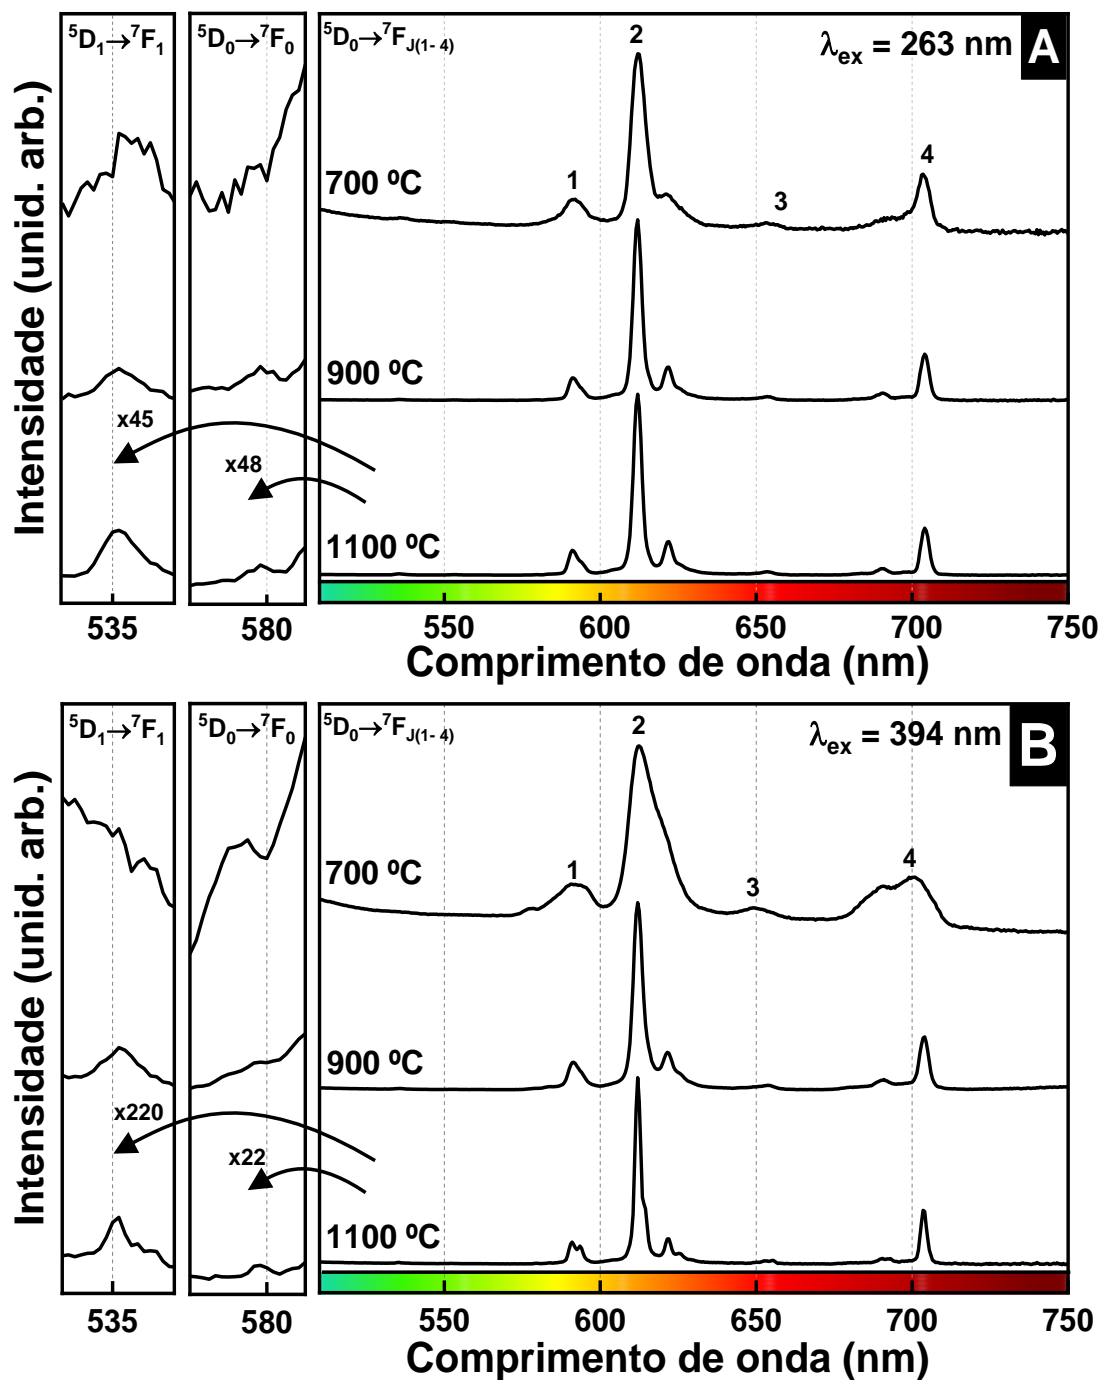 ⁵D₁→⁷F₁
⁵D₀→⁷F₀
⁵D₀→⁷F_J(1-4)
λex = 263 nm
A
Intensidade (unid. arb.)
2
1
3
4
700 ºC
900 ºC
x45
x48
1100 ºC
535
580
550
600
650
700
750
Comprimento de onda (nm)
⁵D₁→⁷F₁
⁵D₀→⁷F₀
⁵D₀→⁷F_J(1-4)
λex = 394 nm
B
Intensidade (unid. arb.)
2
1
3
4
700 ºC
900 ºC
x220
x22
1100 ºC
535
580
550
600
650
700
750
Comprimento de onda (nm)